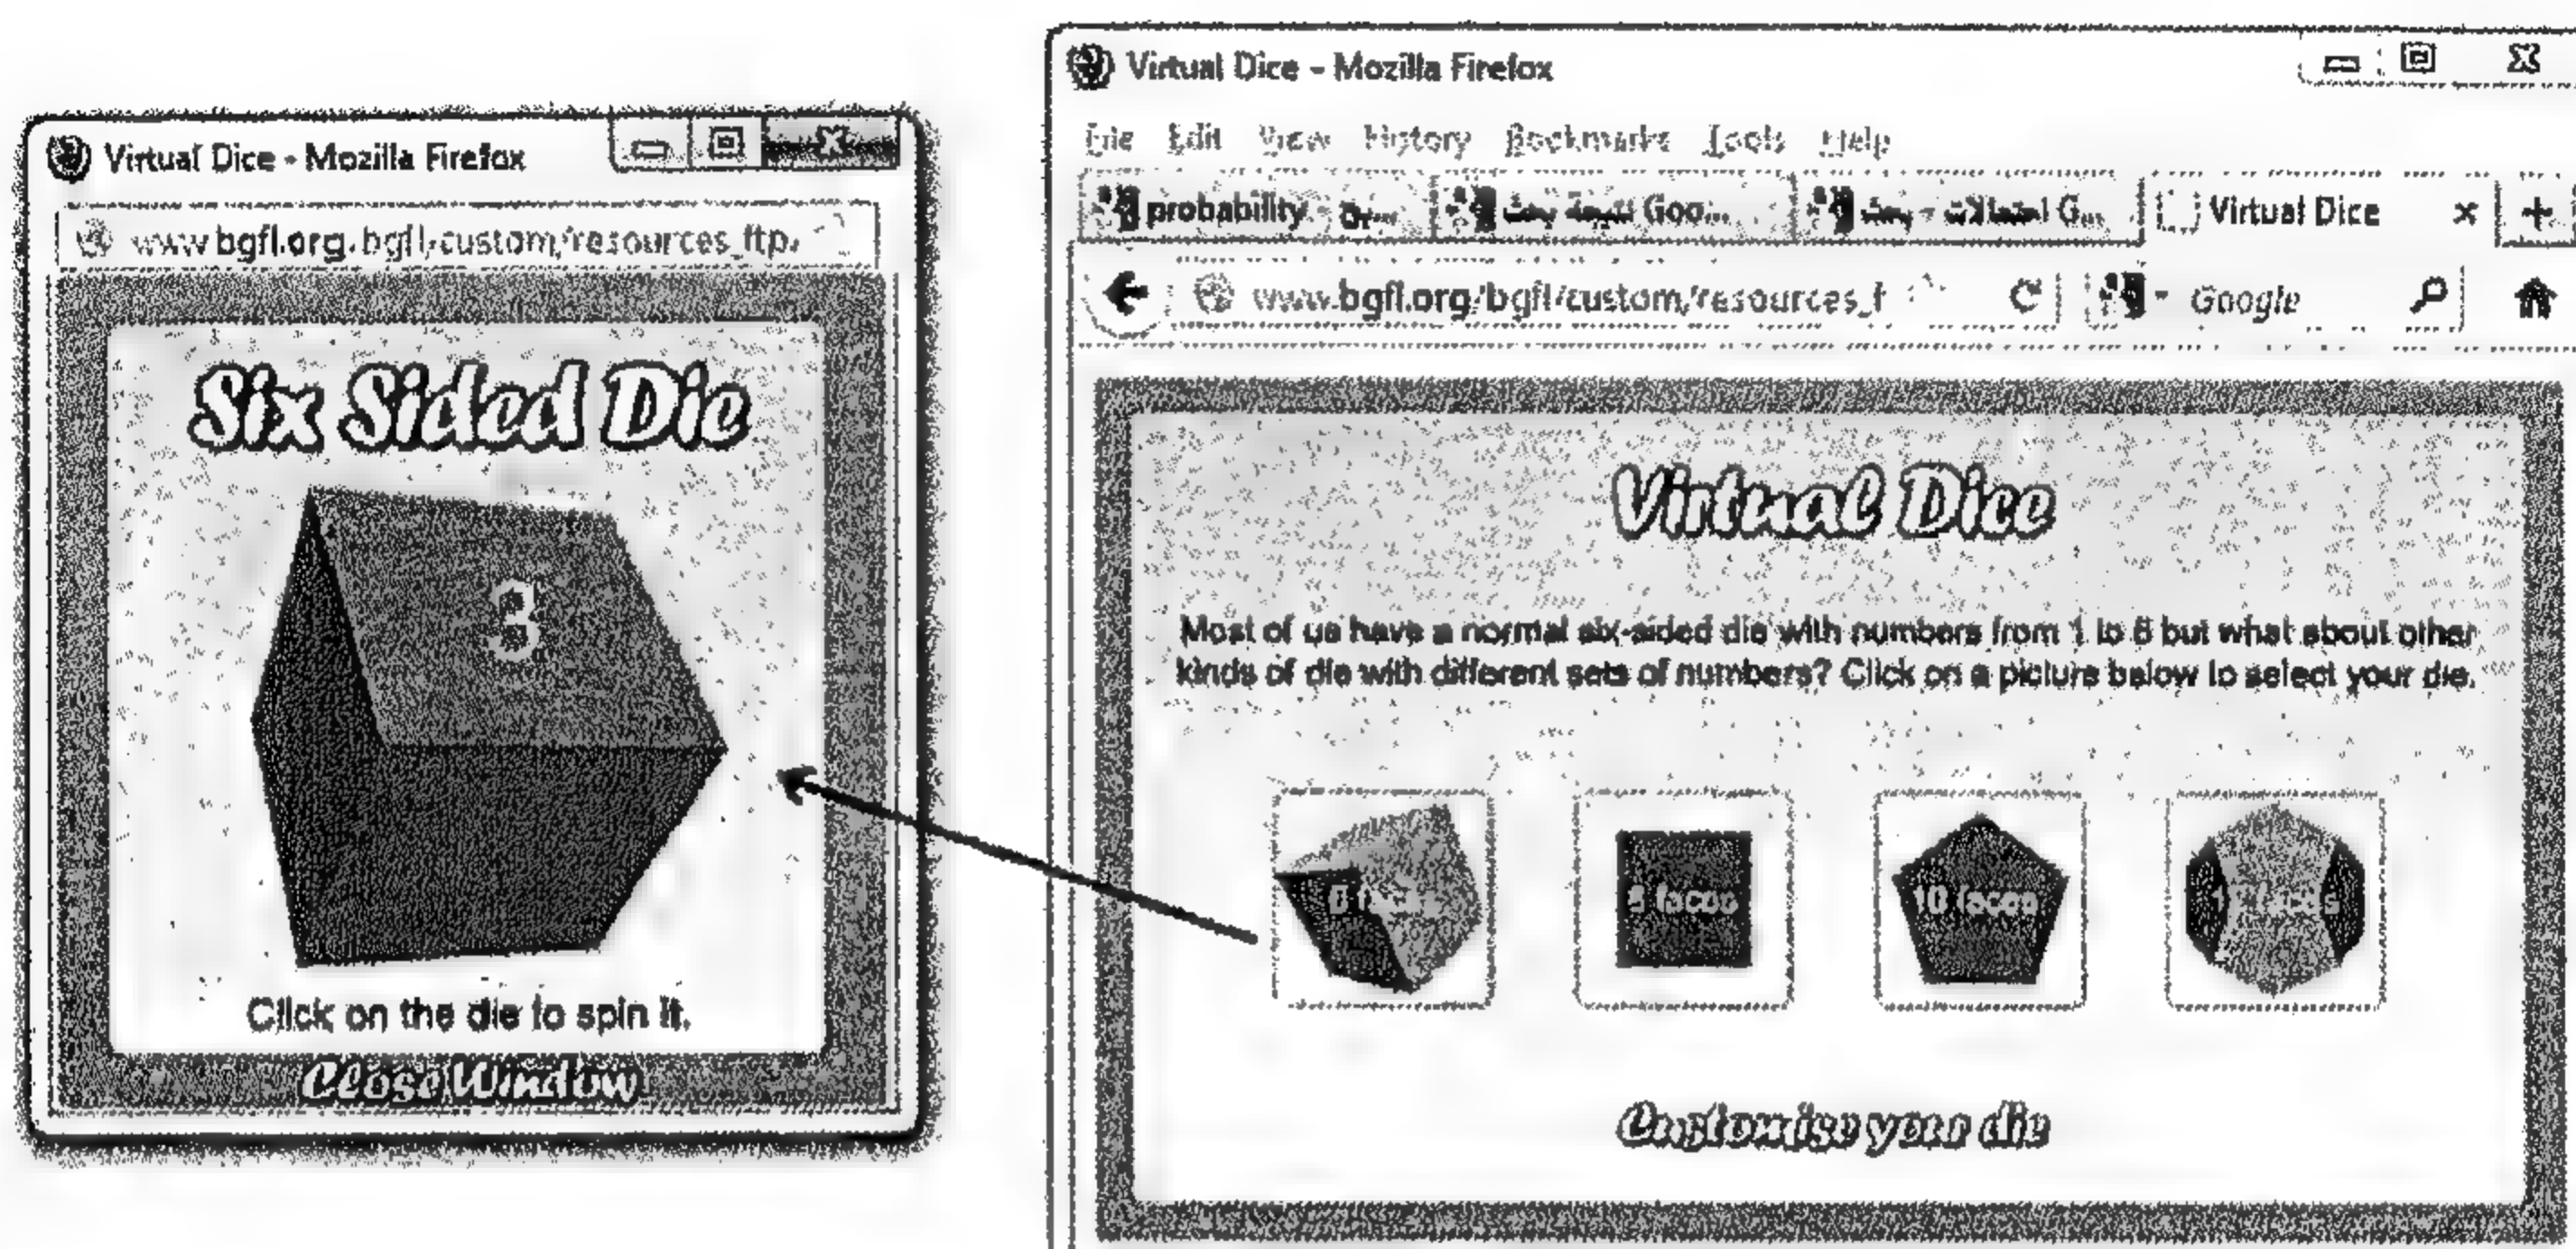 Virtual Dice - Mozilla Firefox
www.bgfl.org/bgfl/custom/resources_ftp/
Six Sided Die
3
Click on the die to spin it.
Close Window
Virtual Dice - Mozilla Firefox
File Edit View History Bookmarks Tools Help
probability Goo... G... Virtual Dice
www.bgfl.org/bgfl/custom/resources_f Google
Virtual Dice
Most of us have a normal six-sided die with numbers from 1 to 6 but what about other
kinds of die with different sets of numbers? Click on a picture below to select your die.
faces 10 faces faces
Customise your die